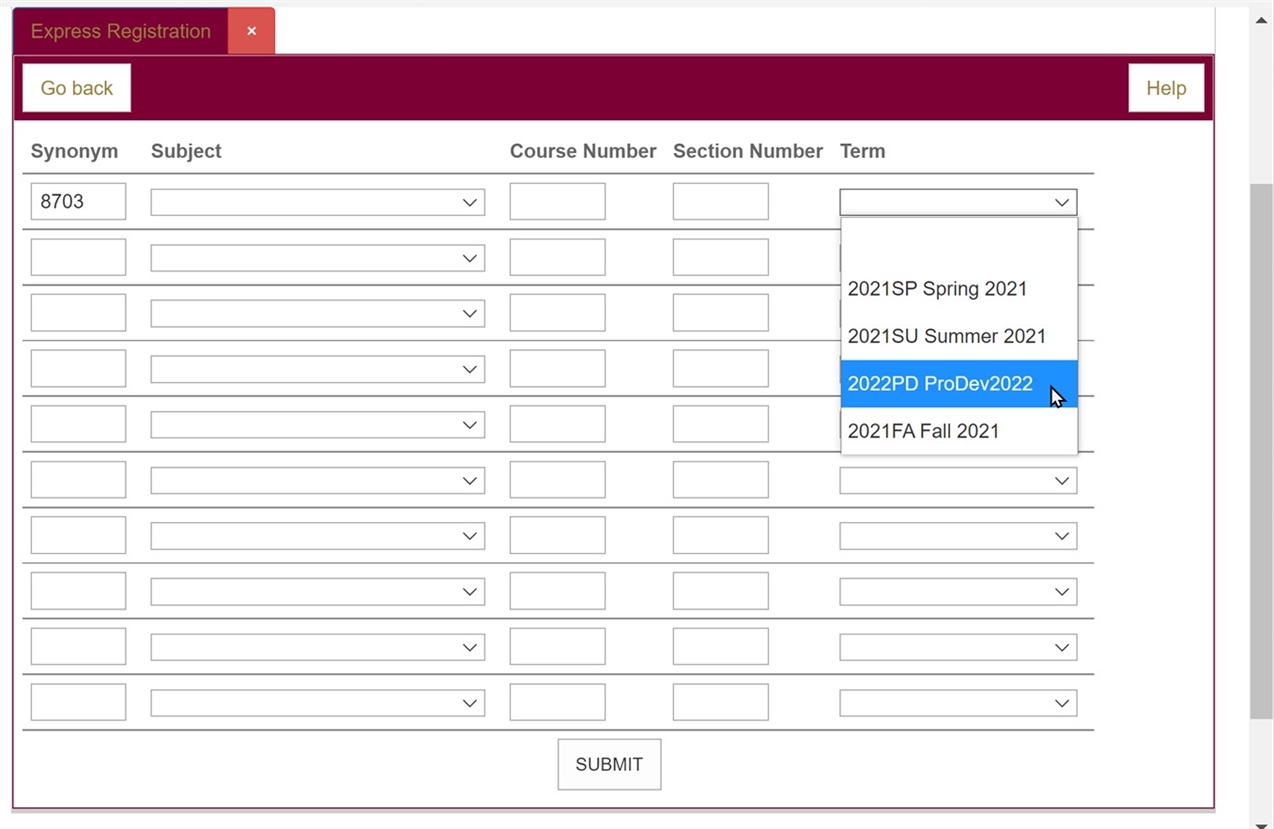 Express Registration ×
Go back Help
Synonym Subject Course Number Section Number Term
8703
2021SP Spring 2021
2021SU Summer 2021
2022PD ProDev2022
2021FA Fall 2021
SUBMIT